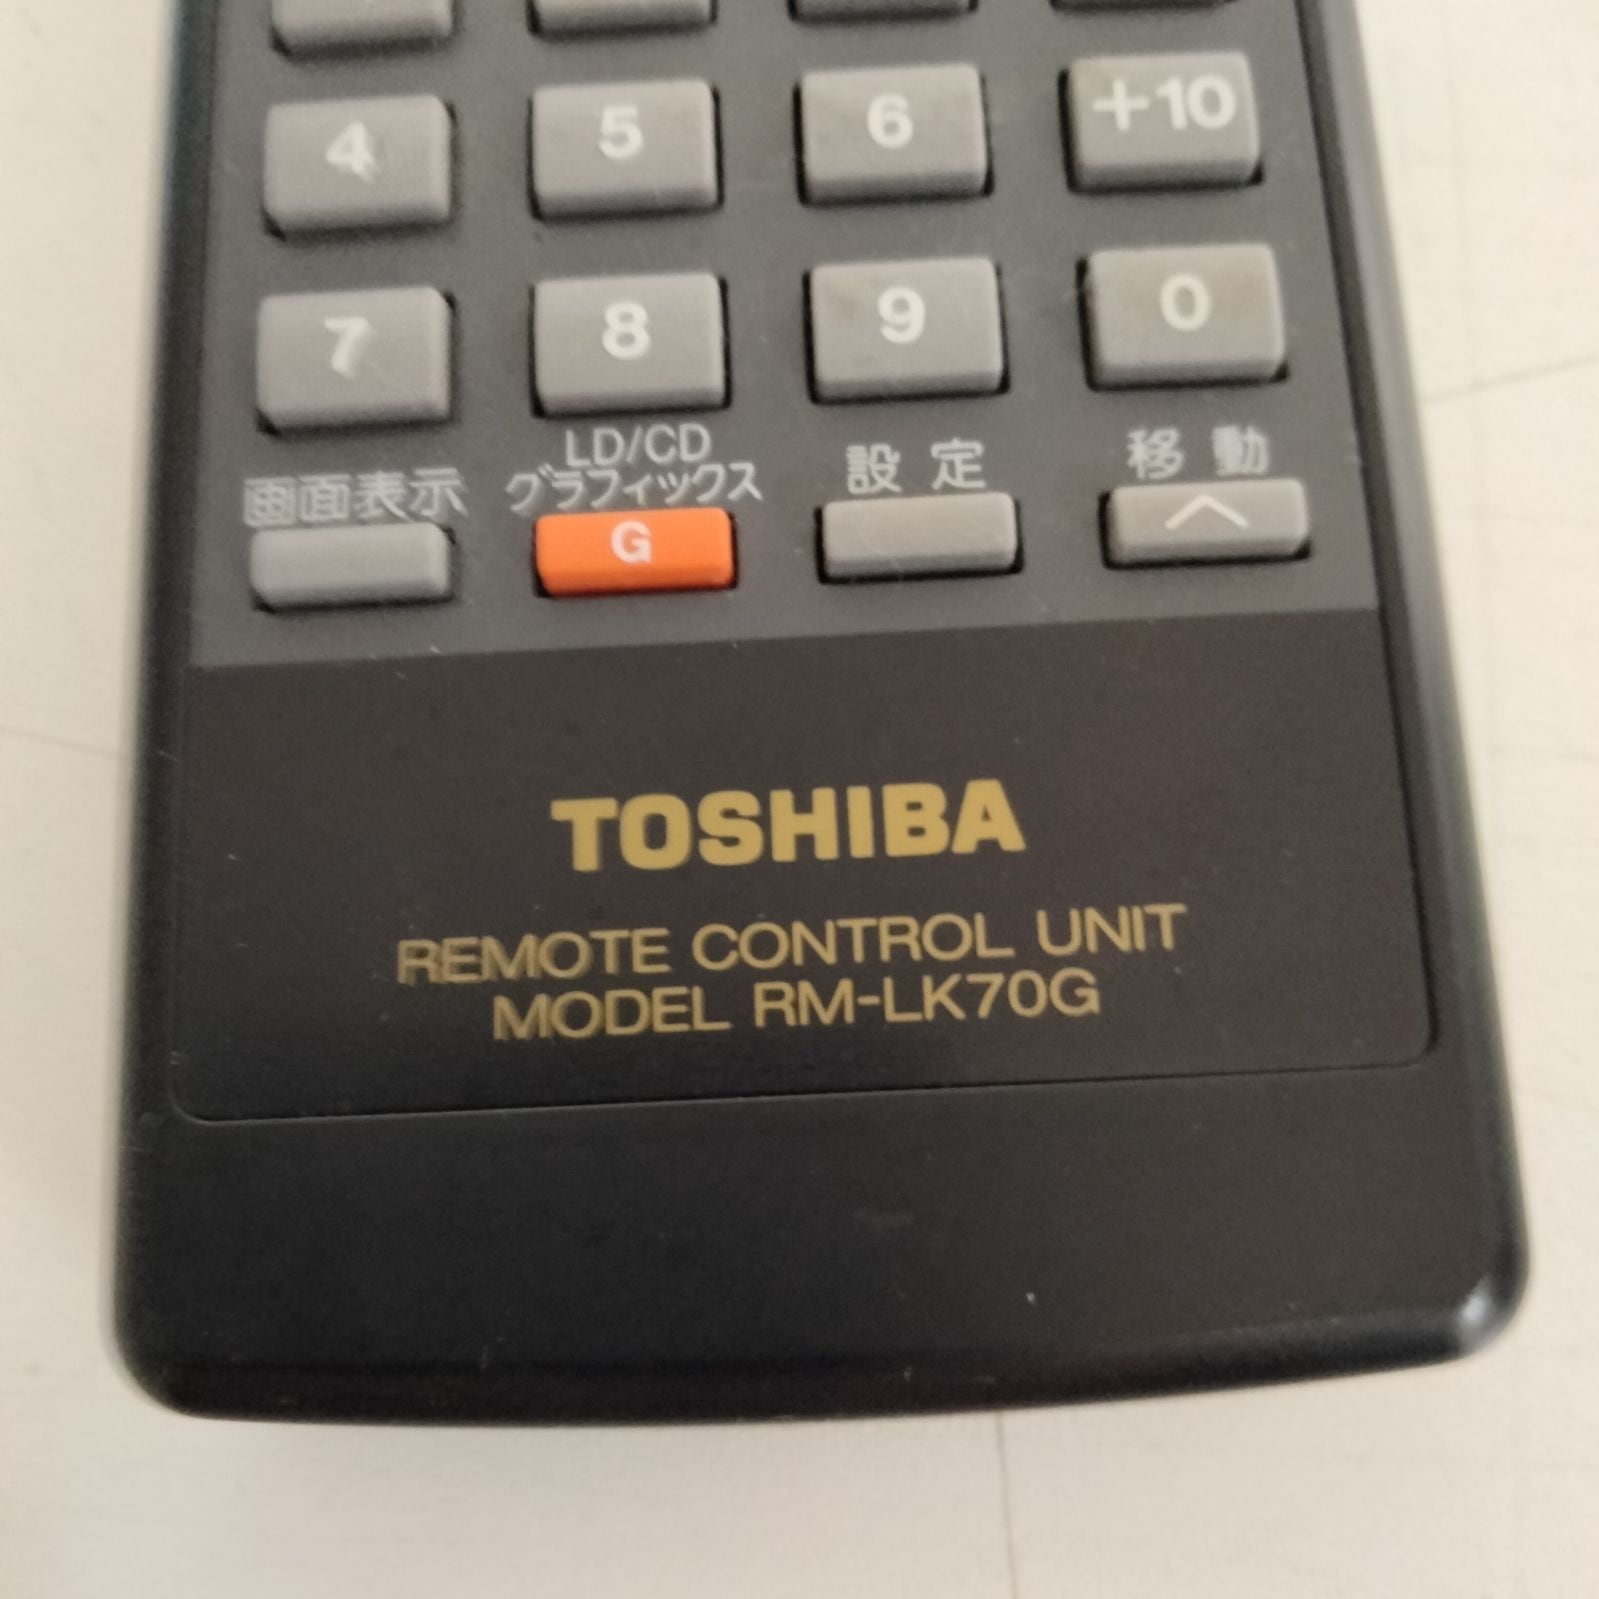 4 5 6 +10
7 8 9 0
画面表示 LD/CD グラフィックス 設定 移動
G
TOSHIBA
REMOTE CONTROL UNIT
MODEL RM-LK70G